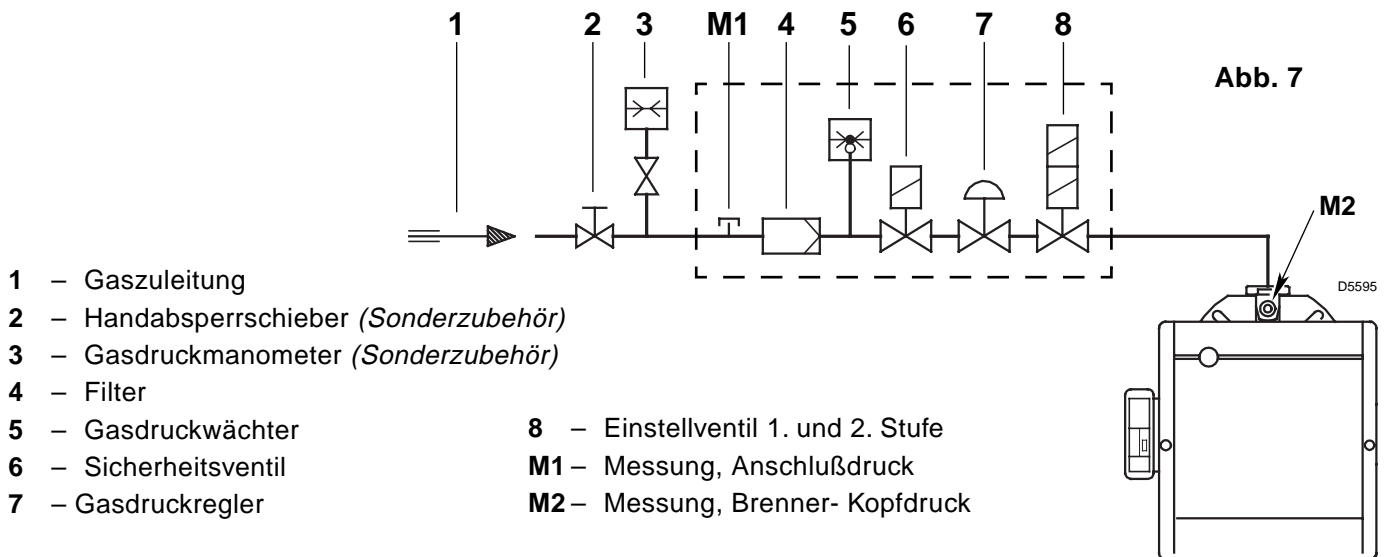 1 2 3 M1 4 5 6 7 8
Abb. 7
M2
D5595
1 – Gaszuleitung
2 – Handabsperrschieber (Sonderzubehör)
3 – Gasdruckmanometer (Sonderzubehör)
4 – Filter
5 – Gasdruckwächter
6 – Sicherheitsventil
7 – Gasdruckregler
8 – Einstellventil 1. und 2. Stufe
M1 – Messung, Anschlußdruck
M2 – Messung, Brenner- Kopfdruck